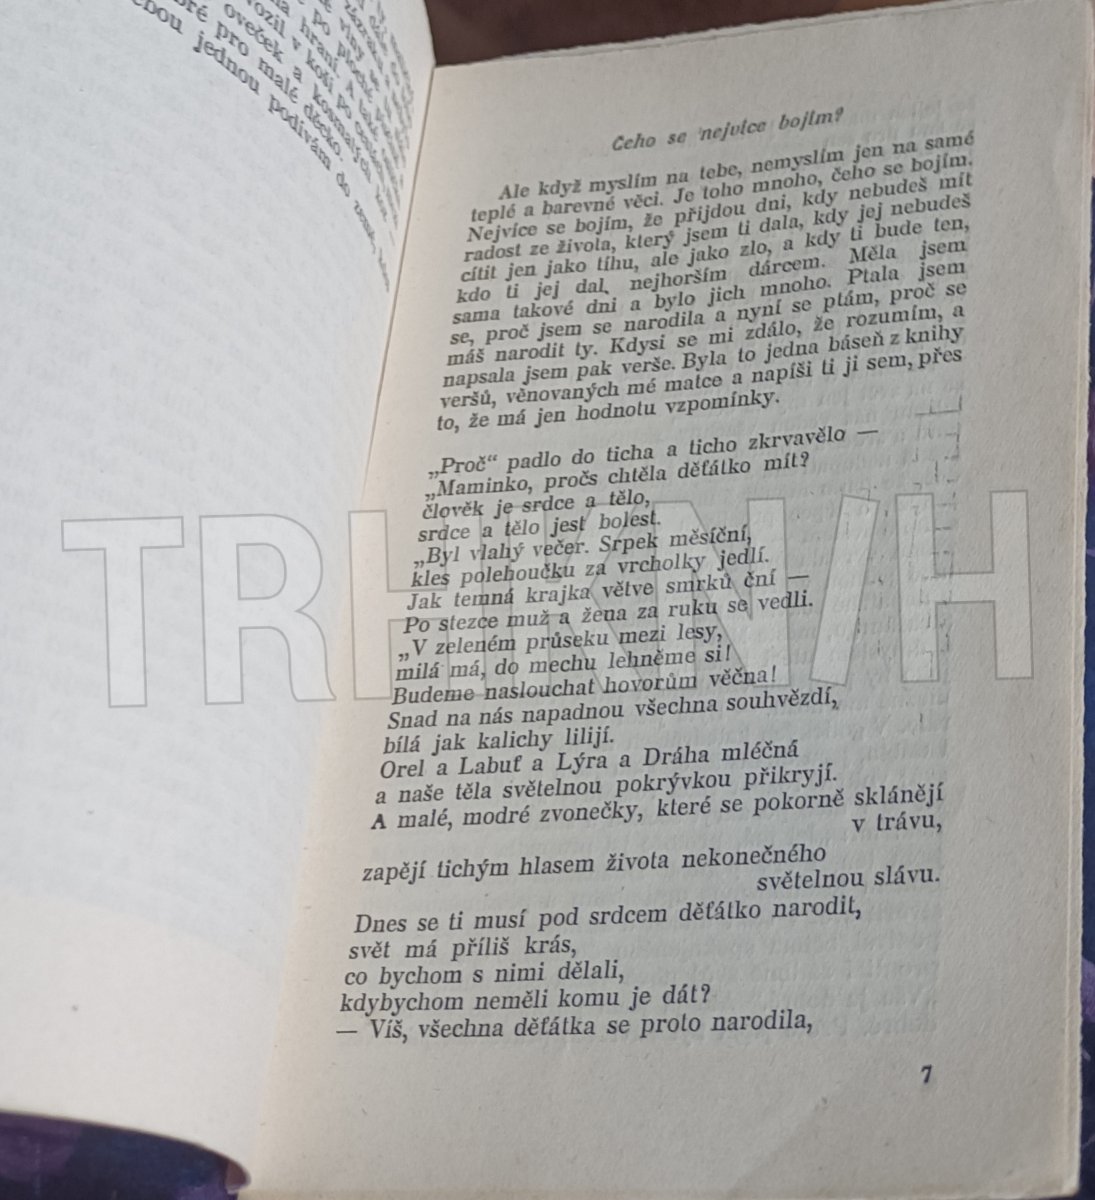 oveček a kosmatých
pro malé děcko.
jednou podívám do
Čeho se nejvíce bojím?
Ale když myslím na tebe, nemyslím jen na samé
teplé a barevné věci. Je toho mnoho, čeho se bojím.
Nejvíce se bojím, že přijdou dni, kdy nebudeš mít
radost ze života, který jsem ti dala, kdy jej nebudeš
cítit jen jako tíhu, ale jako zlo, a kdy ti bude ten,
kdo ti jej dal, nejhorším dárcem. Měla jsem
sama takové dni a bylo jich mnoho. Ptala jsem
se, proč jsem se narodila a nyní se ptám, proč se
máš narodit ty. Kdysi se mi zdálo, že rozumím, a
napsala jsem pak verše. Byla to jedna báseň z knihy
veršů, věnovaných mé matce a napíši ti ji sem, přes
to, že má jen hodnotu vzpomínky.
„Proč“ padlo do ticha a ticho zkrvavělo —
„Maminko, pročs chtěla děťátko mít?
člověk je srdce a tělo,
srdce a tělo jest bolest.
„Byl vlahý večer. Srpek měsíční,
kles polehoučku za vrcholky jedlí.
Jak temná krajka větve smrků ční —
Po stezce muž a žena za ruku se vedli.
„V zeleném průseku mezi lesy,
milá má, do mechu lehněme si!
Budeme naslouchat hovorům věčna!
Snad na nás napadnou všechna souhvězdí,
bílá jak kalichy lilijí.
Orel a Labuť a Lýra a Dráha mléčná
a naše těla světelnou pokrývkou přikryjí.
A malé, modré zvonečky, které se pokorně sklánějí
v trávu,
zapějí tichým hlasem života nekonečného
světelnou slávu.
Dnes se ti musí pod srdcem děťátko narodit,
svět má příliš krás,
co bychom s nimi dělali,
kdybychom neměli komu je dát?
— Víš, všechna děťátka se proto narodila,
7
TRHKNIH